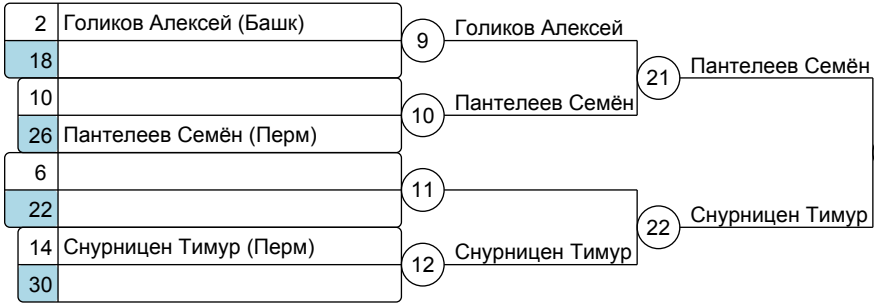 2 Голиков Алексей (Башк)
18
9 Голиков Алексей
10
26 Пантелеев Семён (Перм)
10 Пантелеев Семён
21 Пантелеев Семён
6
22
11
14 Снурницен Тимур (Перм)
30
12 Снурницен Тимур
22 Снурницен Тимур